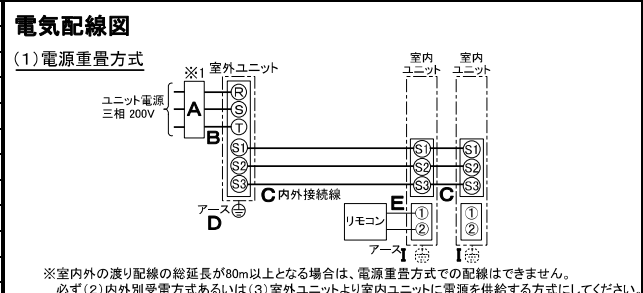 電気配線図
(1)電源重畳方式
※1
室外ユニット
室内
ユニット
室内
ユニット
ユニット電源
三相 200V
A
B
R
S
T
S1
S2
S3
S1
S2
S3
S1
S2
S3
C 内外接続線
C
アース
D
E
リモコン
①
②
①
②
アース I
I
※室内外の渡り配線の総延長が80m以上となる場合は、電源重畳方式での配線はできません。
必ず(2)内外別受電方式あるいは(3)室外ユニットより室内ユニットに電源を供給する方式にしてください。